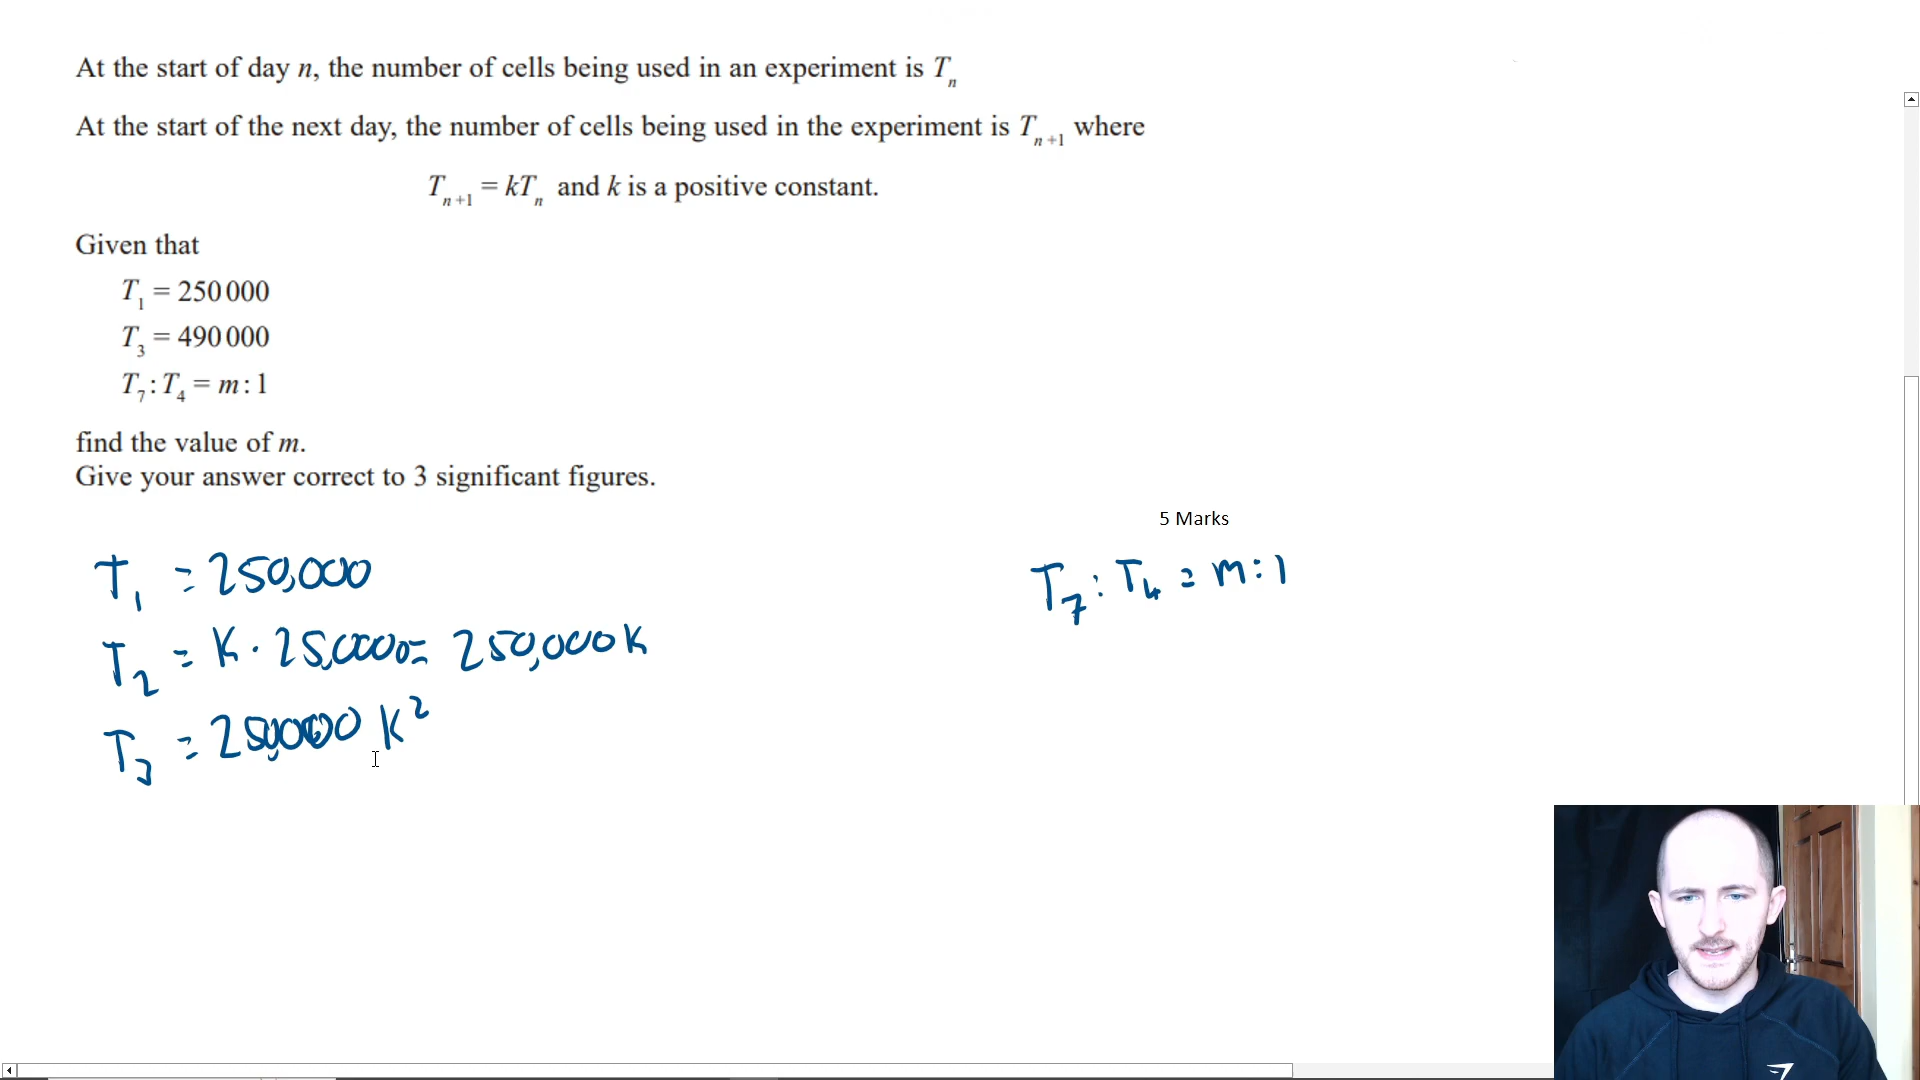 At the start of day n, the number of cells being used in an experiment is Tₙ
At the start of the next day, the number of cells being used in the experiment is Tₙ₊₁ where
Tₙ₊₁ = kTₙ and k is a positive constant.
Given that
T₁ = 250 000
T₃ = 490 000
T₇ : T₄ = m : 1
find the value of m.
Give your answer correct to 3 significant figures.
5 Marks
T₁ = 250,000
T₂ = K · 25,0000 = 250,000K
T₃ = 250,000 K²
T₇ : T₄ = m : 1